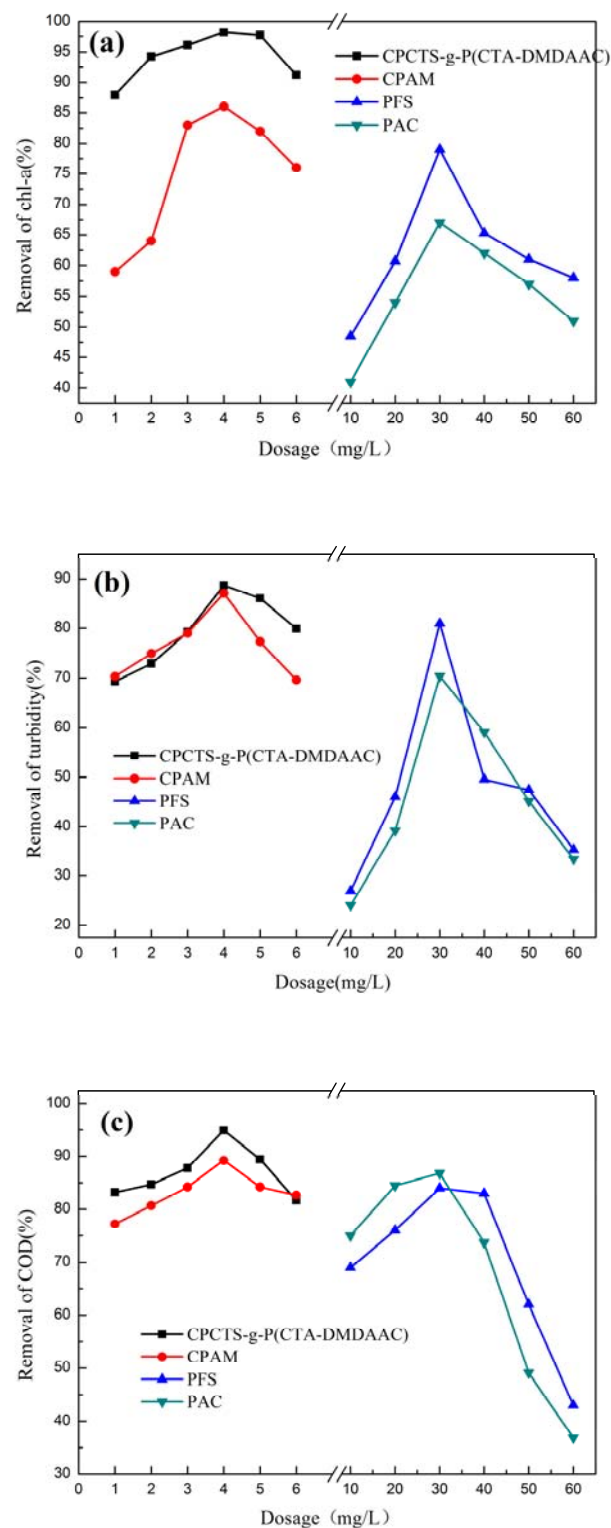 (a)
CPCTS-g-P(CTA-DMDAAC)
CPAM
PFS
PAC
Removal of chl-a(%)
100
95
90
85
80
75
70
65
60
55
50
45
40
0 1 2 3 4 5 6 10 20 30 40 50 60
Dosage（mg/L）
(b)
Removal of turbidity(%)
90
80
70
60
50
40
30
20
CPCTS-g-P(CTA-DMDAAC)
CPAM
PFS
PAC
0 1 2 3 4 5 6 10 20 30 40 50 60
Dosage(mg/L)
(c)
Removal of COD(%)
100
90
80
70
60
50
40
30
CPCTS-g-P(CTA-DMDAAC)
CPAM
PFS
PAC
0 1 2 3 4 5 6 10 20 30 40 50 60
Dosage（mg/L）